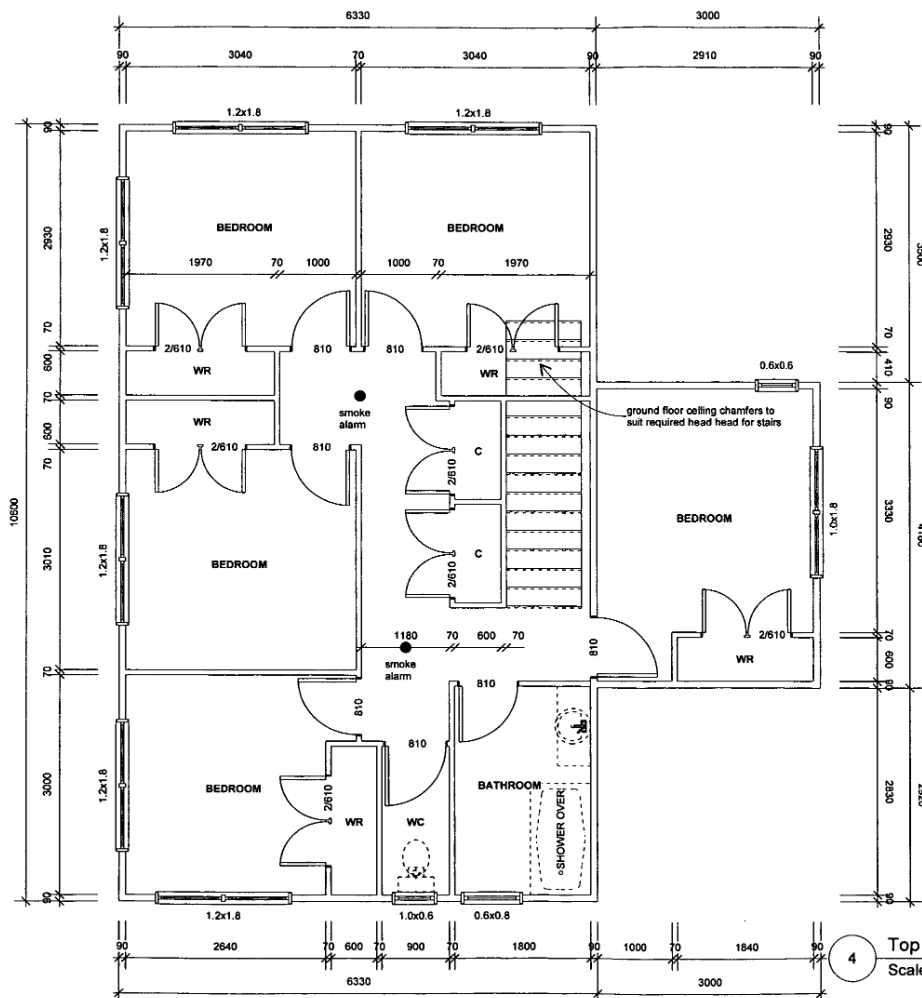 6330
3000
90
3040
70
3040
90
2910
90
1.2x1.8
1.2x1.8
90
90
90
2930
1.2x1.8
BEDROOM
BEDROOM
2930
1970
70
1000
1000
70
1970
70
2/610
810
810
2/610
70
600
WR
WR
410
0.6x0.6
70
smoke
alarm
ground floor ceiling chamfers to
suit required head head for stairs
90
600
WR
2/610
810
2/610
C
70
10600
3010
1.2x1.8
BEDROOM
2/610
C
BEDROOM
1.0x1.8
3330
70
1180
70
600
70
smoke
alarm
810
2/610
WR
70
600
90
810
810
810
3000
1.2x1.8
BEDROOM
2/610
WR
WC
BATHROOM
SHOWER OVER
2830
90
1.2x1.8
1.0x0.6
0.6x0.8
90
90
2640
70
600
70
900
70
1800
90
1000
70
1840
90
6330
3000
4
Top
Scale